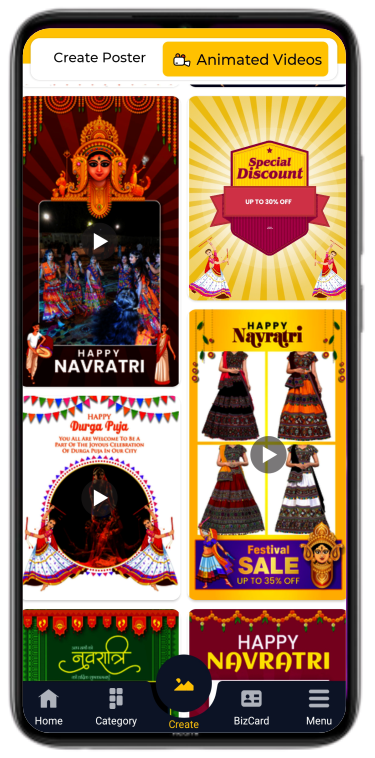 Create Poster
Animated Videos
HAPPY
NAVRATRI
Special
Discount
UP TO 30% OFF
HAPPY
Navratri
Festival
SALE
UP TO 35% OFF
HAPPY
Durga Puja
YOU ALL ARE WELCOME TO BE A
PART OF THE JOYOUS CELEBRATION
OF DURGA PUJA IN OUR CITY
नवरात्रि
HAPPY
NAVRATRI
Home
Category
Create
BizCard
Menu